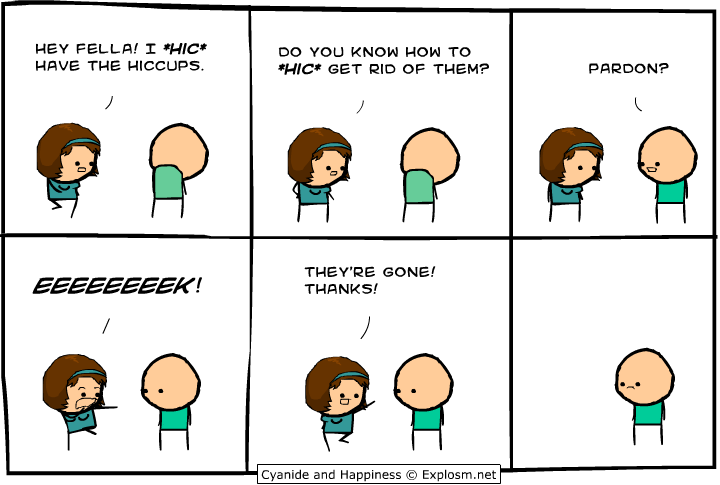 HEY FELLA! I *HIC*
HAVE THE HICCUPS.
DO YOU KNOW HOW TO
*HIC* GET RID OF THEM?
PARDON?
EEEEEEEEK!
THEY'RE GONE!
THANKS!
Cyanide and Happiness © Explosm.net